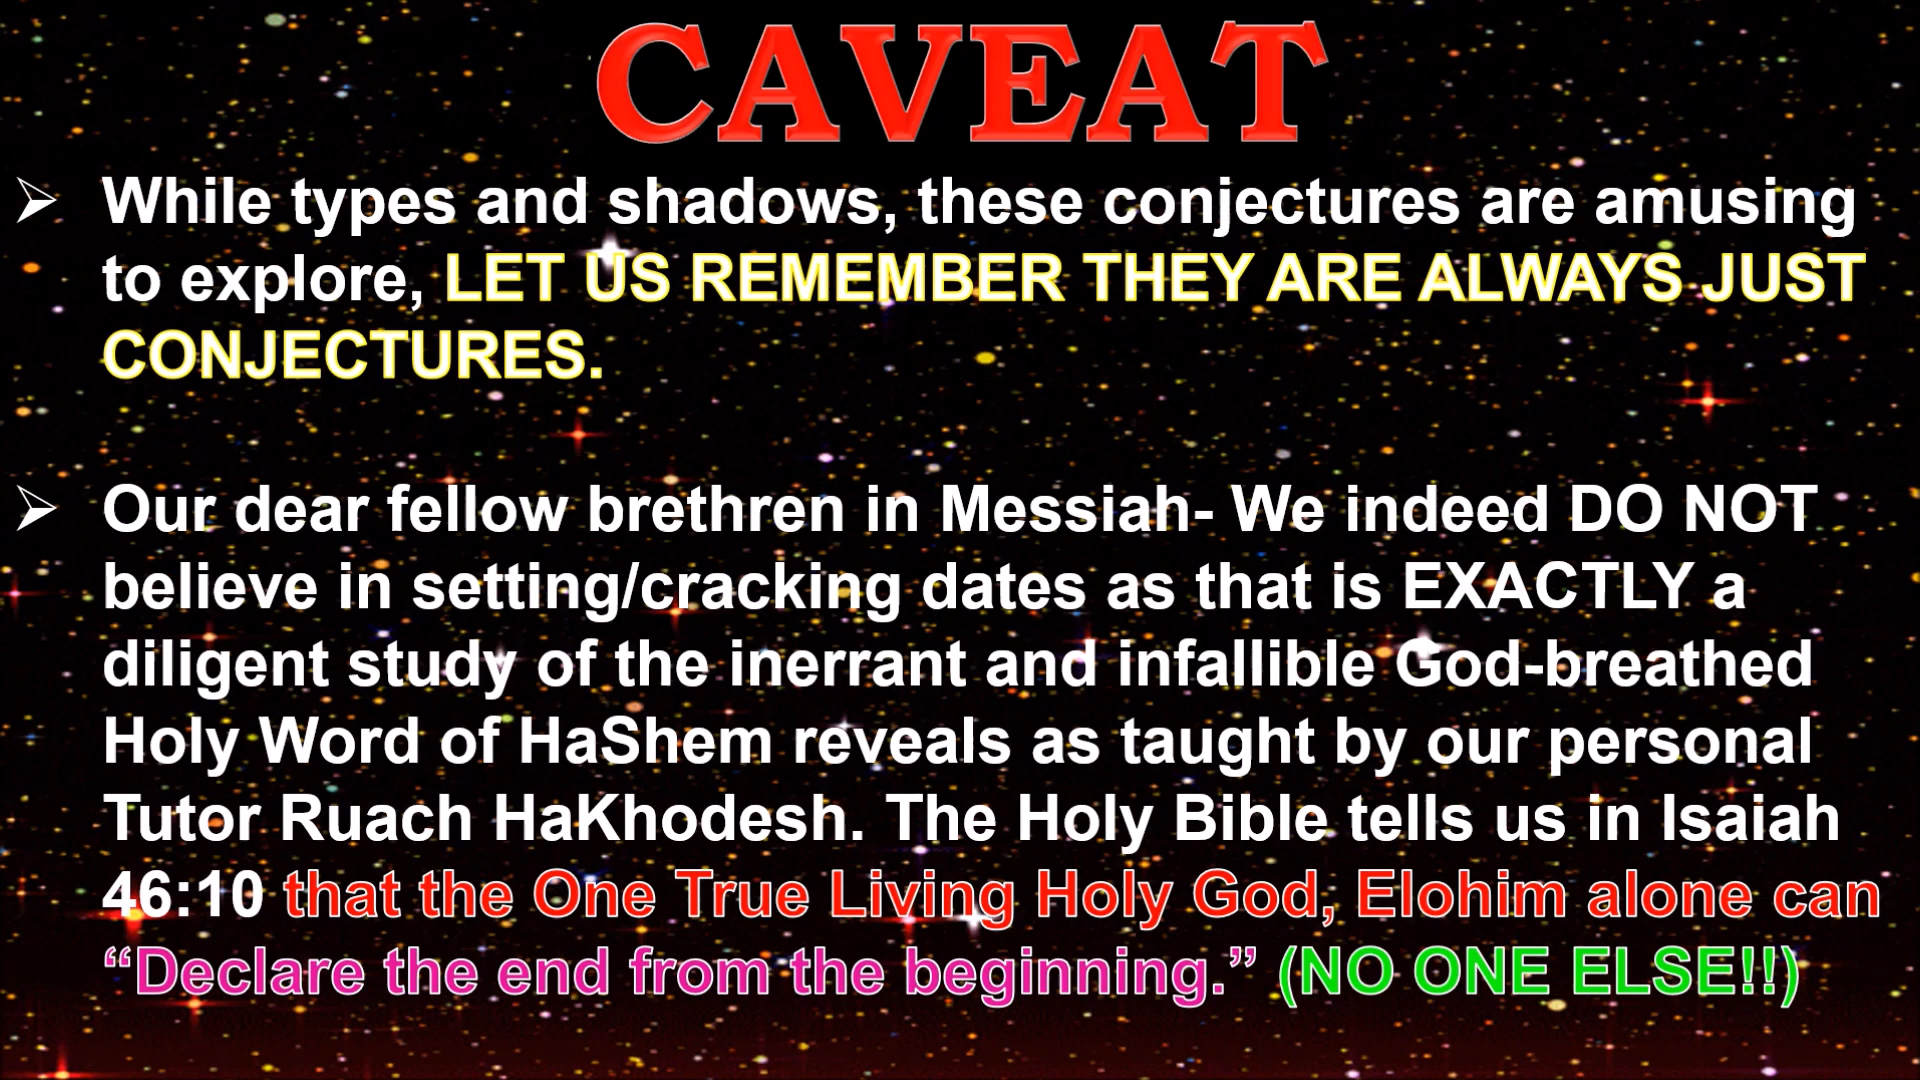 CAVEAT
➢ While types and shadows, these conjectures are amusing
to explore, LET US REMEMBER THEY ARE ALWAYS JUST
CONJECTURES.
➢ Our dear fellow brethren in Messiah- We indeed DO NOT
believe in setting/cracking dates as that is EXACTLY a
diligent study of the inerrant and infallible God-breathed
Holy Word of HaShem reveals as taught by our personal
Tutor Ruach HaKhodesh. The Holy Bible tells us in Isaiah
46:10 that the One True Living Holy God, Elohim alone can
“Declare the end from the beginning.” (NO ONE ELSE!!)